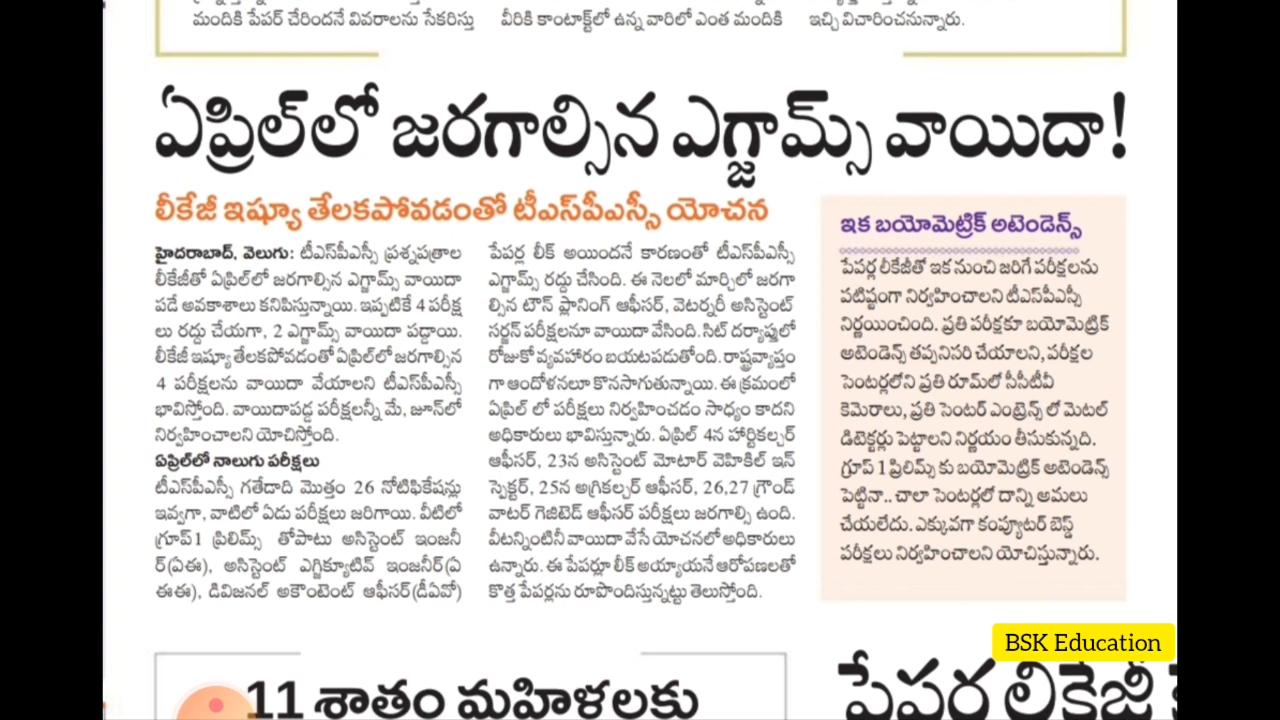 మందికి పేపర్ చేరిందనే వివరాలను సేకరిస్తు
వీరికి కాంటాక్ట్‌లో ఉన్న వారిలో ఎంత మందికి
ఇచ్చి విచారించనున్నారు.
ఏప్రిల్‌లో జరగాల్సిన ఎగ్జామ్స్ వాయిదా!
లీకేజీ ఇష్యూ తేలకపోవడంతో టీఎస్‌పీఎస్సీ యోచన
హైదరాబాద్, వెలుగు: టీఎస్‌పీఎస్సీ ప్రశ్నపత్రాల
లీకేజీతో ఏప్రిల్‌లో జరగాల్సిన ఎగ్జామ్స్ వాయిదా
పడే అవకాశాలు కనిపిస్తున్నాయి. ఇప్పటికే 4 పరీక్ష
లు రద్దు చేయగా, 2 ఎగ్జామ్స్ వాయిదా పడ్డాయి.
లీకేజీ ఇష్యూ తేలకపోవడంతో ఏప్రిల్‌లో జరగాల్సిన
4 పరీక్షలను వాయిదా వేయాలని టీఎస్‌పీఎస్సీ
భావిస్తోంది. వాయిదాపడ్డ పరీక్షలన్నీ మే, జూన్‌లో
నిర్వహించాలని యోచిస్తోంది.
ఏప్రిల్‌లో నాలుగు పరీక్షలు
టీఎస్‌పీఎస్సీ గతేడాది మొత్తం 26 నోటిఫికేషన్లు
ఇవ్వగా, వాటిలో ఏడు పరీక్షలు జరిగాయి. వీటిలో
గ్రూప్1 ప్రిలిమ్స్ తోపాటు అసిస్టెంట్ ఇంజనీ
ర్(ఏఈ), అసిస్టెంట్ ఎగ్జిక్యూటివ్ ఇంజనీర్(ఏ
ఈఈ), డివిజనల్ అకౌంటెంట్ ఆఫీసర్(డీఏవో)
పేపర్ల లీక్ అయిందనే కారణంతో టీఎస్‌పీఎస్సీ
ఎగ్జామ్స్ రద్దు చేసింది. ఈ నెలలో మార్చిలో జరగా
ల్సిన టౌన్ ప్లానింగ్ ఆఫీసర్, వెటర్నరీ అసిస్టెంట్
సర్జన్ పరీక్షలనూ వాయిదా వేసింది. సిట్ దర్యాప్తులో
రోజుకో వ్యవహారం బయటపడుతోంది. రాష్ట్రవ్యాప్తం
గా ఆందోళనలూ కొనసాగుతున్నాయి. ఈ క్రమంలో
ఏప్రిల్ లో పరీక్షలు నిర్వహించడం సాధ్యం కాదని
అధికారులు భావిస్తున్నారు. ఏప్రిల్ 4న హార్టికల్చర్
ఆఫీసర్, 23న అసిస్టెంట్ మోటార్ వెహికిల్ ఇన్
స్పెక్టర్, 25న అగ్రికల్చర్ ఆఫీసర్, 26,27 గ్రౌండ్
వాటర్ గెజిటెడ్ ఆఫీసర్ పరీక్షలు జరగాల్సి ఉంది.
వీటన్నింటినీ వాయిదా వేసే యోచనలో అధికారులు
ఉన్నారు. ఈ పేపర్లూ లీక్ అయ్యాయనే ఆరోపణలతో
కొత్త పేపర్లను రూపొందిస్తున్నట్టు తెలుస్తోంది.
ఇక బయోమెట్రిక్ అటెండెన్స్
పేపర్ల లీకేజీతో ఇక నుంచి జరిగే పరీక్షలను
పటిష్టంగా నిర్వహించాలని టీఎస్‌పీఎస్సీ
నిర్ణయించింది. ప్రతి పరీక్షకూ బయోమెట్రిక్
అటెండెన్స్ తప్పనిసరి చేయాలని, పరీక్షల
సెంటర్లలోని ప్రతి రూమ్‌లో సీసీటీవీ
కెమెరాలు, ప్రతి సెంటర్ ఎంట్రెన్స్ లో మెటల్
డిటెక్టర్లు పెట్టాలని నిర్ణయం తీసుకున్నది.
గ్రూప్ 1 ప్రిలిమ్స్ కు బయోమెట్రిక్ అటెండెన్స్
పెట్టినా.. చాలా సెంటర్లలో దాన్ని అమలు
చేయలేదు. ఎక్కువగా కంప్యూటర్ బేస్డ్
పరీక్షలు నిర్వహించాలని యోచిస్తున్నారు.
BSK Education
11 శాతం మహిళలకు
పేపర్ల లీకేజీ